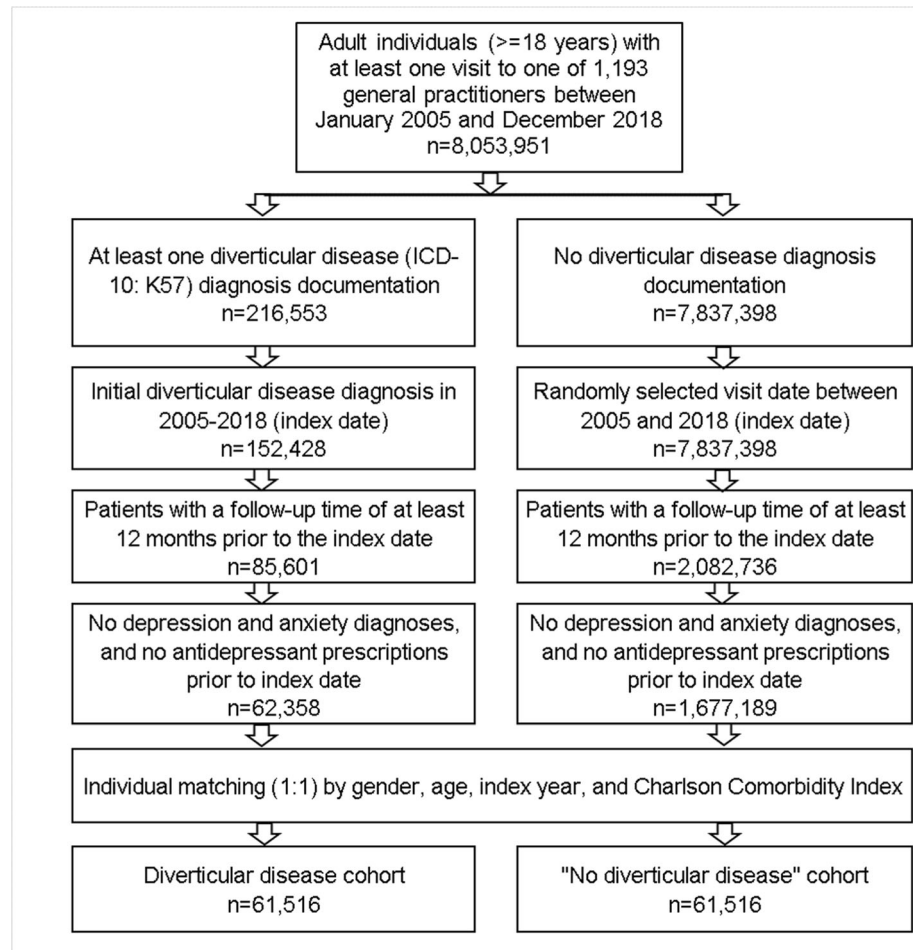 Adult individuals (>=18 years) with
at least one visit to one of 1,193
general practitioners between
January 2005 and December 2018
n=8,053,951
At least one diverticular disease (ICD-
10: K57) diagnosis documentation
n=216,553
No diverticular disease diagnosis
documentation
n=7,837,398
Initial diverticular disease diagnosis in
2005-2018 (index date)
n=152,428
Randomly selected visit date between
2005 and 2018 (index date)
n=7,837,398
Patients with a follow-up time of at least
12 months prior to the index date
n=85,601
Patients with a follow-up time of at least
12 months prior to the index date
n=2,082,736
No depression and anxiety diagnoses,
and no antidepressant prescriptions
prior to index date
n=62,358
No depression and anxiety diagnoses,
and no antidepressant prescriptions
prior to index date
n=1,677,189
Individual matching (1:1) by gender, age, index year, and Charlson Comorbidity Index
Diverticular disease cohort
n=61,516
"No diverticular disease" cohort
n=61,516